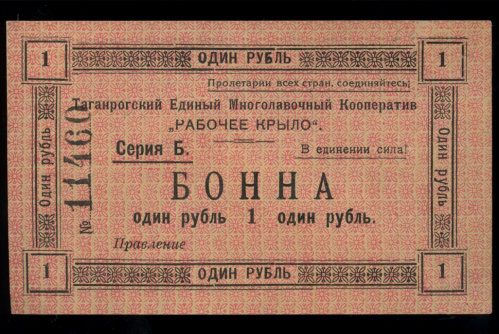 1 ОДИН РУБЛЬ 1
Пролетарии всех стран, соединяйтесь!
Таганрогский Единый Многолавочный Кооператив
„РАБОЧЕЕ КРЫЛО“.
Серия Б.
В единении сила!
БОННА
один рубль 1 один рубль.
Правление
№ 11460
Один рубль
Один рубль
1 ОДИН РУБЛЬ 1